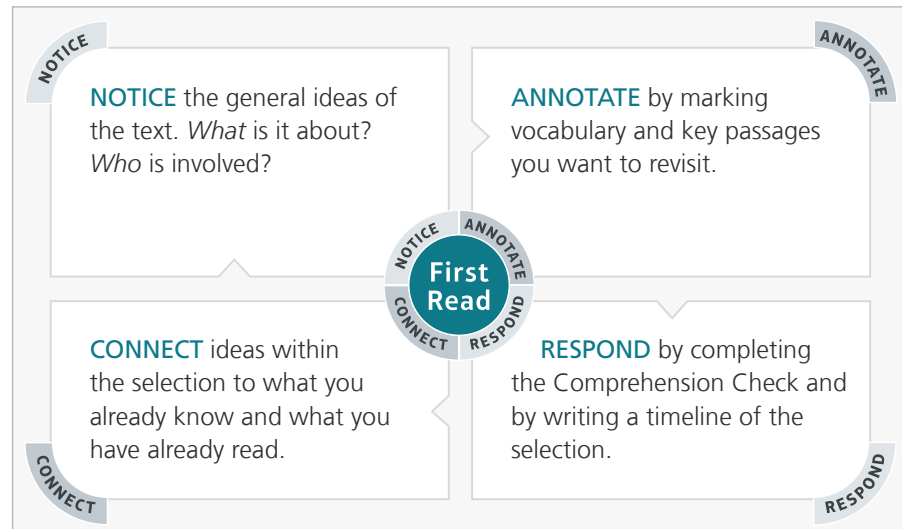 NOTICE
NOTICE the general ideas of
the text. What is it about?
Who is involved?
ANNOTATE
ANNOTATE by marking
vocabulary and key passages
you want to revisit.
NOTICE
ANNOTATE
First
Read
CONNECT
RESPOND
CONNECT ideas within
the selection to what you
already know and what you
have already read.
CONNECT
RESPOND by completing
the Comprehension Check and
by writing a timeline of the
selection.
RESPOND